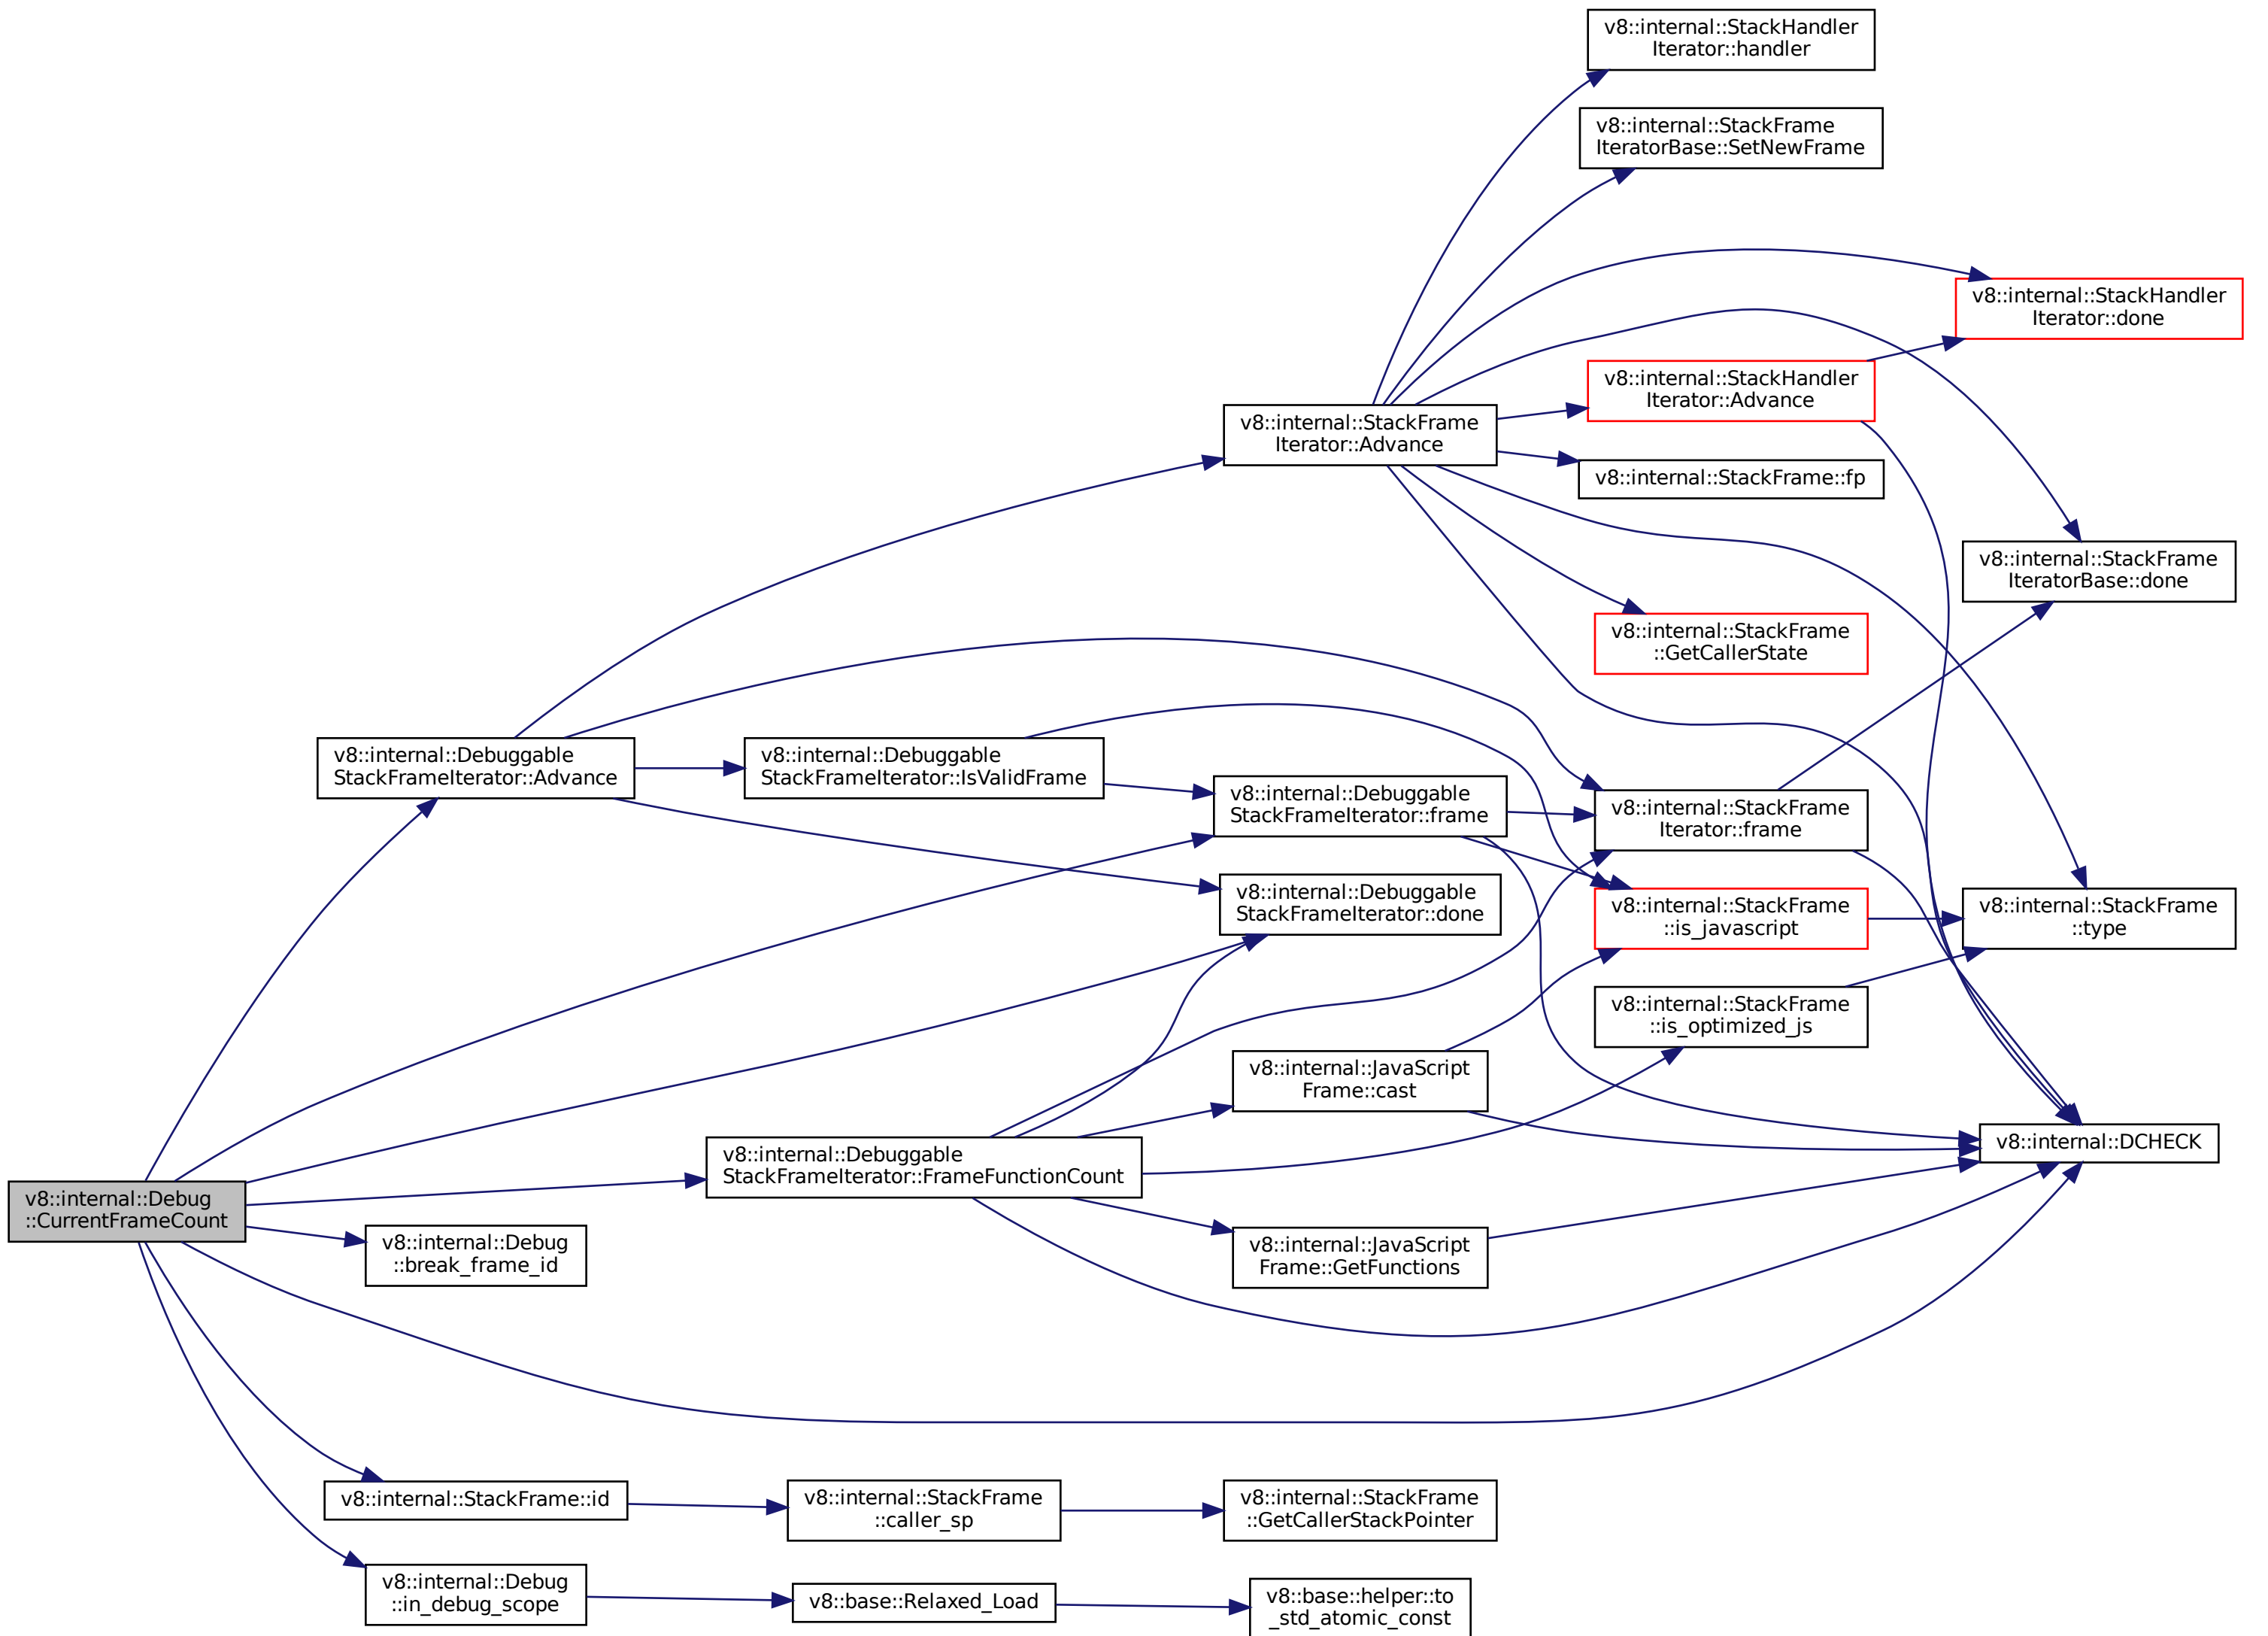 v8::internal::StackHandler
Iterator::handler
v8::internal::StackFrame
IteratorBase::SetNewFrame
v8::internal::StackHandler
Iterator::done
v8::internal::StackHandler
Iterator::Advance
v8::internal::StackFrame
Iterator::Advance
v8::internal::StackFrame::fp
v8::internal::StackFrame
IteratorBase::done
v8::internal::StackFrame
::GetCallerState
v8::internal::Debuggable
StackFrameIterator::Advance
v8::internal::Debuggable
StackFrameIterator::IsValidFrame
v8::internal::Debuggable
StackFrameIterator::frame
v8::internal::StackFrame
Iterator::frame
v8::internal::Debuggable
StackFrameIterator::done
v8::internal::StackFrame
::is_javascript
v8::internal::StackFrame
::type
v8::internal::StackFrame
::is_optimized_js
v8::internal::JavaScript
Frame::cast
v8::internal::DCHECK
v8::internal::Debuggable
StackFrameIterator::FrameFunctionCount
v8::internal::Debug
::CurrentFrameCount
v8::internal::Debug
::break_frame_id
v8::internal::JavaScript
Frame::GetFunctions
v8::internal::StackFrame::id
v8::internal::StackFrame
::caller_sp
v8::internal::StackFrame
::GetCallerStackPointer
v8::internal::Debug
::in_debug_scope
v8::base::Relaxed_Load
v8::base::helper::to
_std_atomic_const